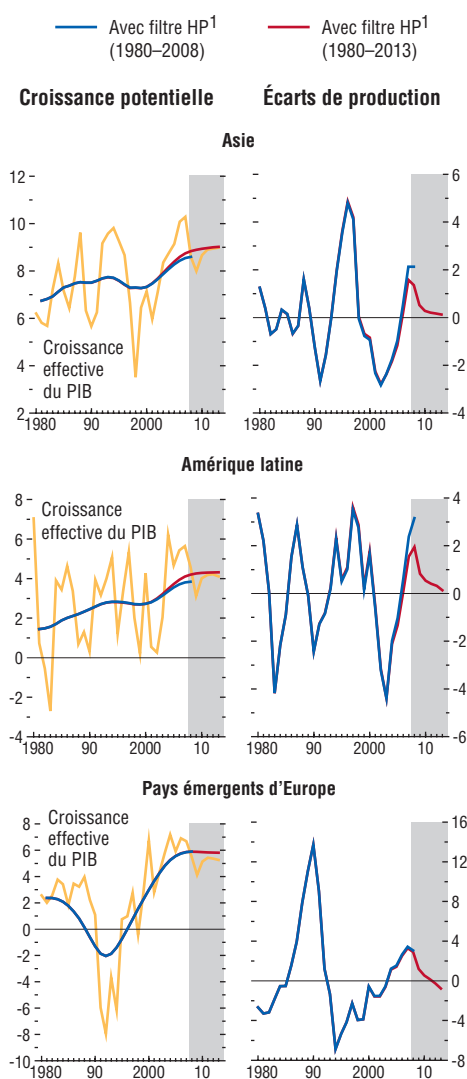 Avec filtre HP1
(1980–2008)
Avec filtre HP1
(1980–2013)
Croissance potentielle
Écarts de production
Asie
12
10
8
6
4
2
Croissance
effective
du PIB
1980 90 2000 10
6
4
2
0
-2
-4
1980 90 2000 10
Amérique latine
8
6
4
2
0
-2
-4
Croissance
effective du PIB
1980 90 2000 10
4
2
0
-2
-4
-6
1980 90 2000 10
Pays émergents d'Europe
8
6
4
2
0
-2
-4
-6
-8
-10
Croissance
effective
du PIB
1980 90 2000 10
16
12
8
4
0
-4
-8
1980 90 2000 10